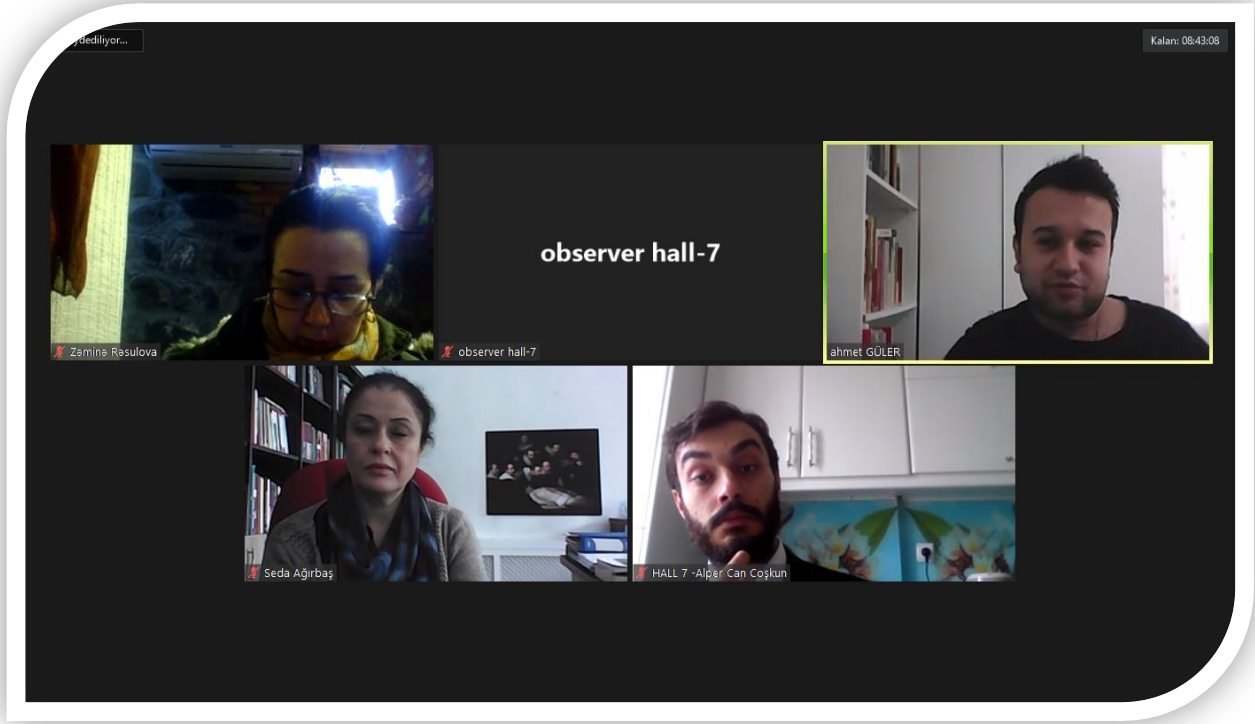 ydediliyor...
Kalan: 08:43:08
observer hall-7
Zəminə Rəsulova
observer hall-7
ahmet GÜLER
Seda Ağırbaş
HALL 7 -Alper Can Coşkun